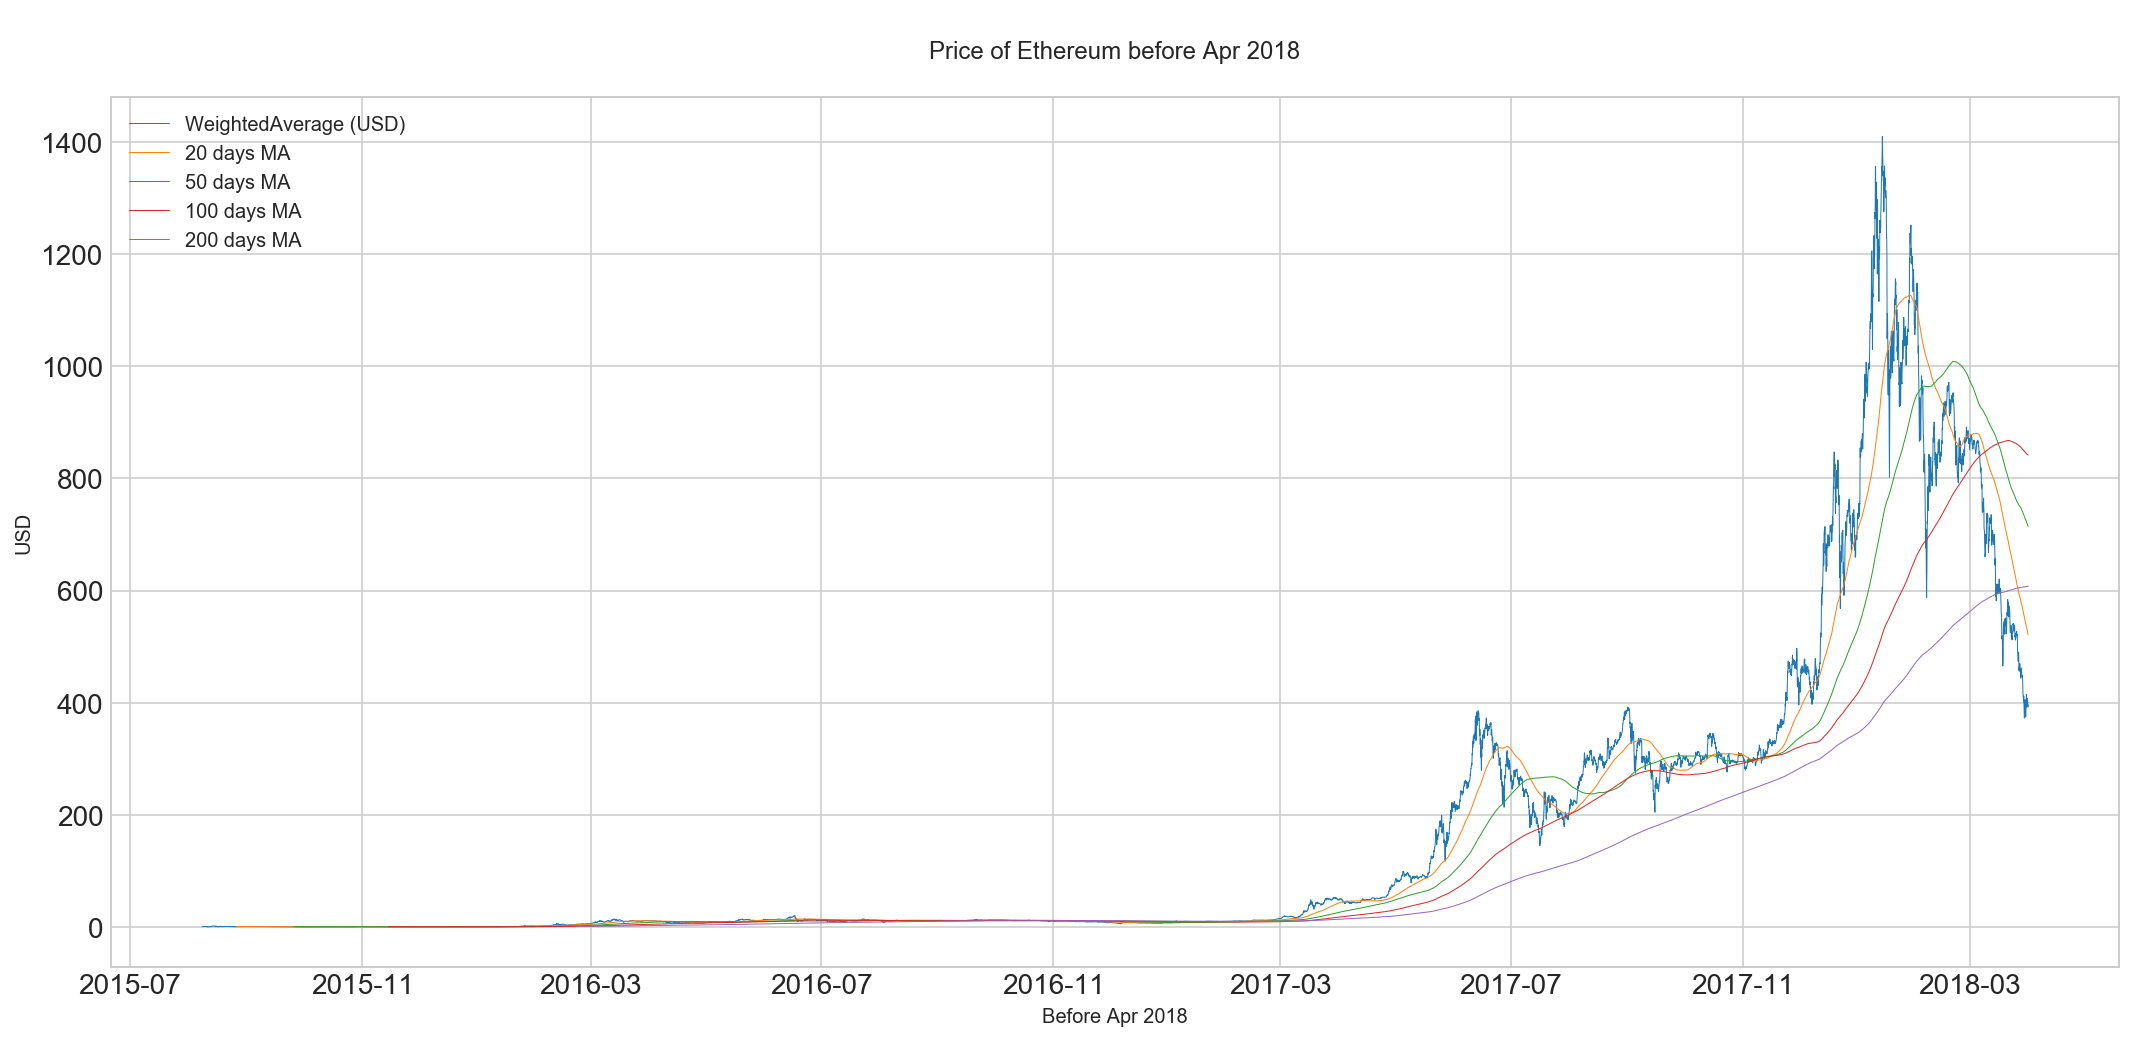 Price of Ethereum before Apr 2018
WeightedAverage (USD)
20 days MA
50 days MA
100 days MA
200 days MA
1400
1200
1000
800
600
400
200
0
USD
2015-07 2015-11 2016-03 2016-07 2016-11 2017-03 2017-07 2017-11 2018-03
Before Apr 2018